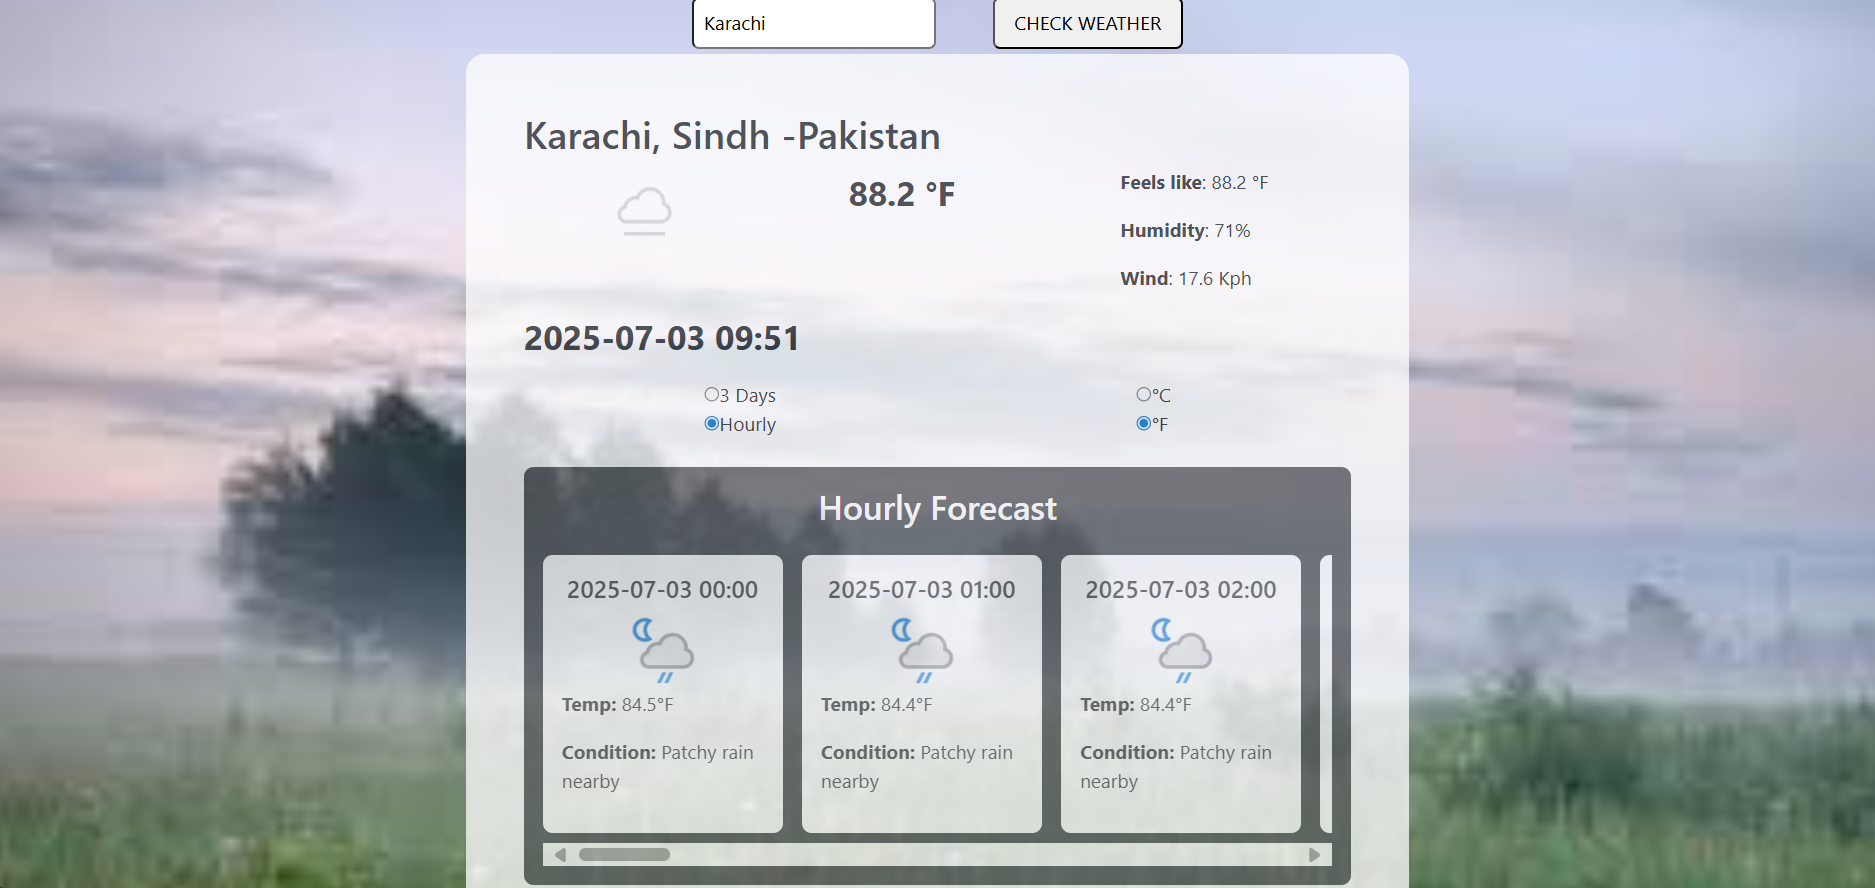 Karachi
CHECK WEATHER
Karachi, Sindh -Pakistan
88.2 °F
Feels like: 88.2 °F
Humidity: 71%
Wind: 17.6 Kph
2025-07-03 09:51
3 Days
Hourly
°C
°F
Hourly Forecast
2025-07-03 00:00
Temp: 84.5°F
Condition: Patchy rain
nearby
2025-07-03 01:00
Temp: 84.4°F
Condition: Patchy rain
nearby
2025-07-03 02:00
Temp: 84.4°F
Condition: Patchy rain
nearby